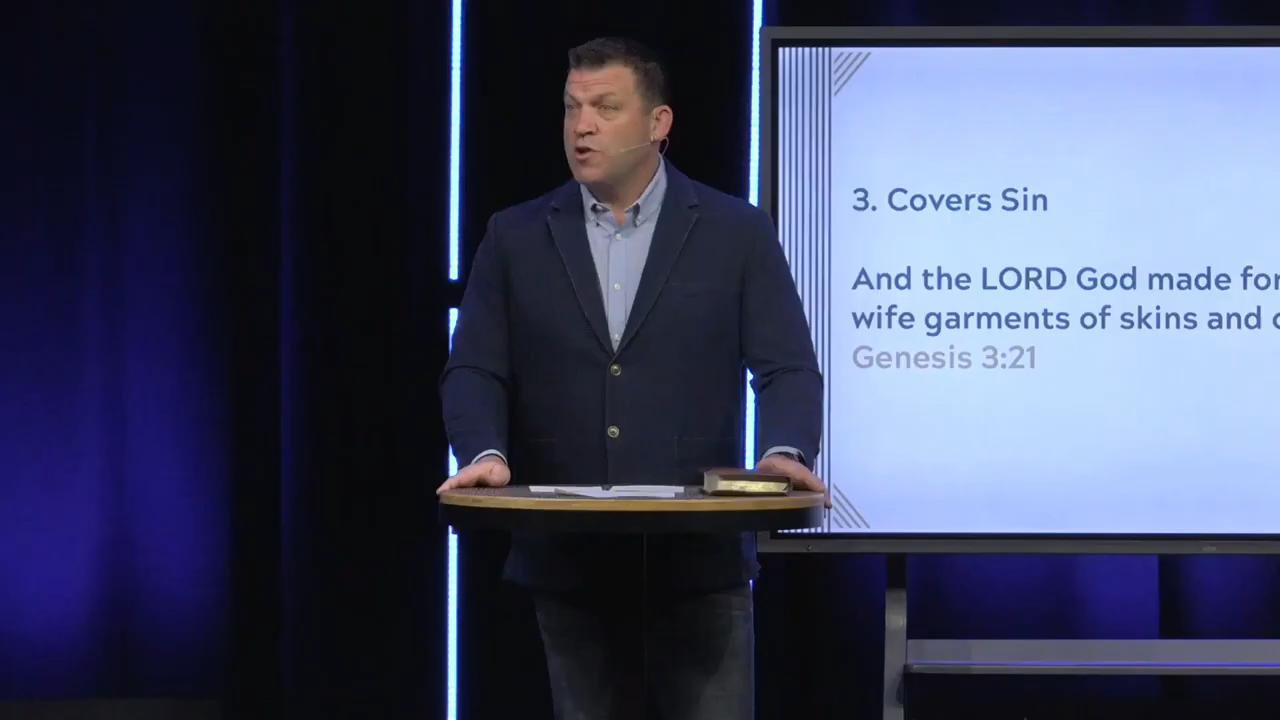 3. Covers Sin
And the LORD God made for
wife garments of skins and
Genesis 3:21